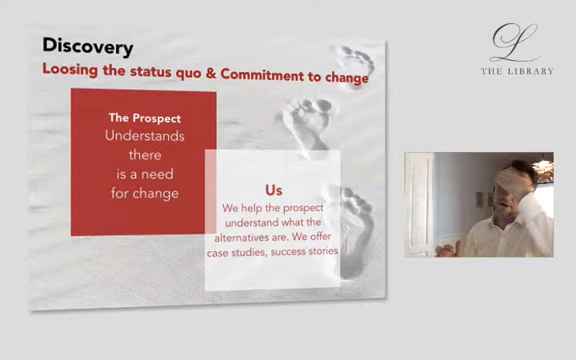 Discovery
Loosing the status quo & Commitment to change
The Prospect
Understands
there
is a need
for change
Us
We help the prospect
understand what the
alternatives are. We offer
case studies, success stories
L
THE LIBRARY